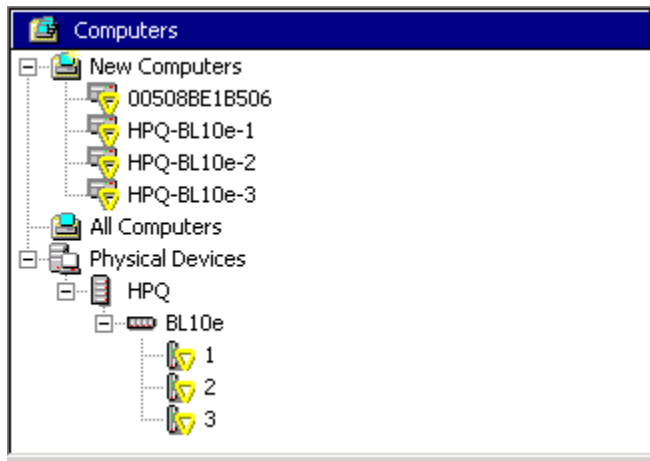 Computers
New Computers
00508BE1B506
HPQ-BL10e-1
HPQ-BL10e-2
HPQ-BL10e-3
All Computers
Physical Devices
HPQ
BL10e
1
2
3